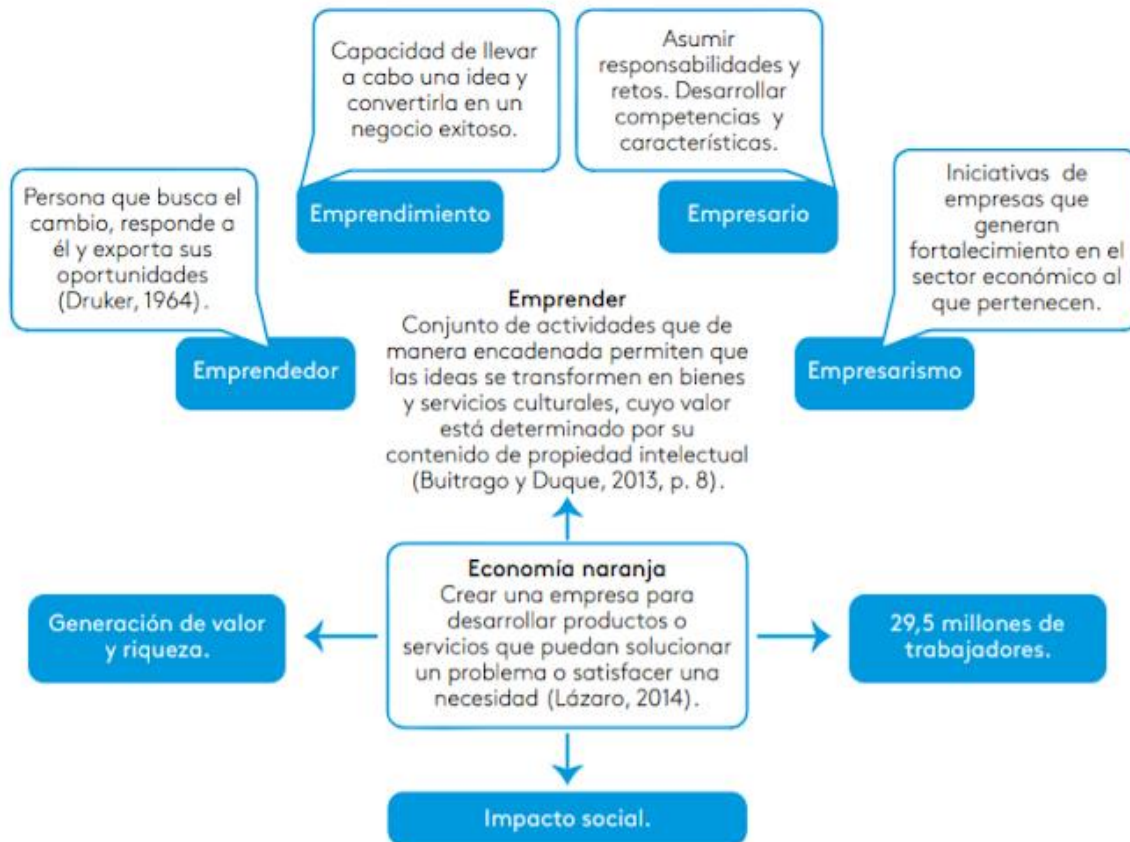 Capacidad de llevar
a cabo una idea y
convertirla en un
negocio exitoso.
Asumir
responsabilidades y
retos. Desarrollar
competencias y
características.
Persona que busca el
cambio, responde a
él y exporta sus
oportunidades
(Druker, 1964).
Emprendimiento
Empresario
Iniciativas de
empresas que
generan
fortalecimiento en el
sector económico al
que pertenecen.
Emprendedor
Emprender
Conjunto de actividades que de
manera encadenada permiten que
las ideas se transformen en bienes
y servicios culturales, cuyo valor
está determinado por su
contenido de propiedad intelectual
(Buitrago y Duque, 2013, p. 8).
Empresarismo
Generación de valor
y riqueza.
Economía naranja
Crear una empresa para
desarrollar productos o
servicios que puedan solucionar
un problema o satisfacer una
necesidad (Lázaro, 2014).
29,5 millones de
trabajadores.
Impacto social.